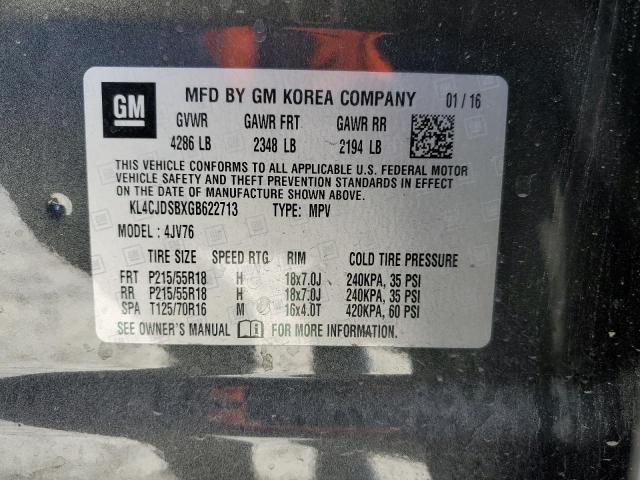 GM
MFD BY GM KOREA COMPANY 01 / 16
GVWR GAWR FRT GAWR RR
4286 LB 2348 LB 2194 LB
THIS VEHICLE CONFORMS TO ALL APPLICABLE U.S. FEDERAL MOTOR
VEHICLE SAFETY AND THEFT PREVENTION STANDARDS IN EFFECT
ON THE DATE OF MANUFACTURE SHOWN ABOVE.
KL4CJDSBXGB622713 TYPE: MPV
MODEL: 4JV76
TIRE SIZE SPEED RTG RIM COLD TIRE PRESSURE
FRT P215/55R18 H 18x7.0J 240KPA, 35 PSI
RR P215/55R18 H 18x7.0J 240KPA, 35 PSI
SPA T125/70R16 M 16x4.0T 420KPA, 60 PSI
SEE OWNER'S MANUAL FOR MORE INFORMATION.